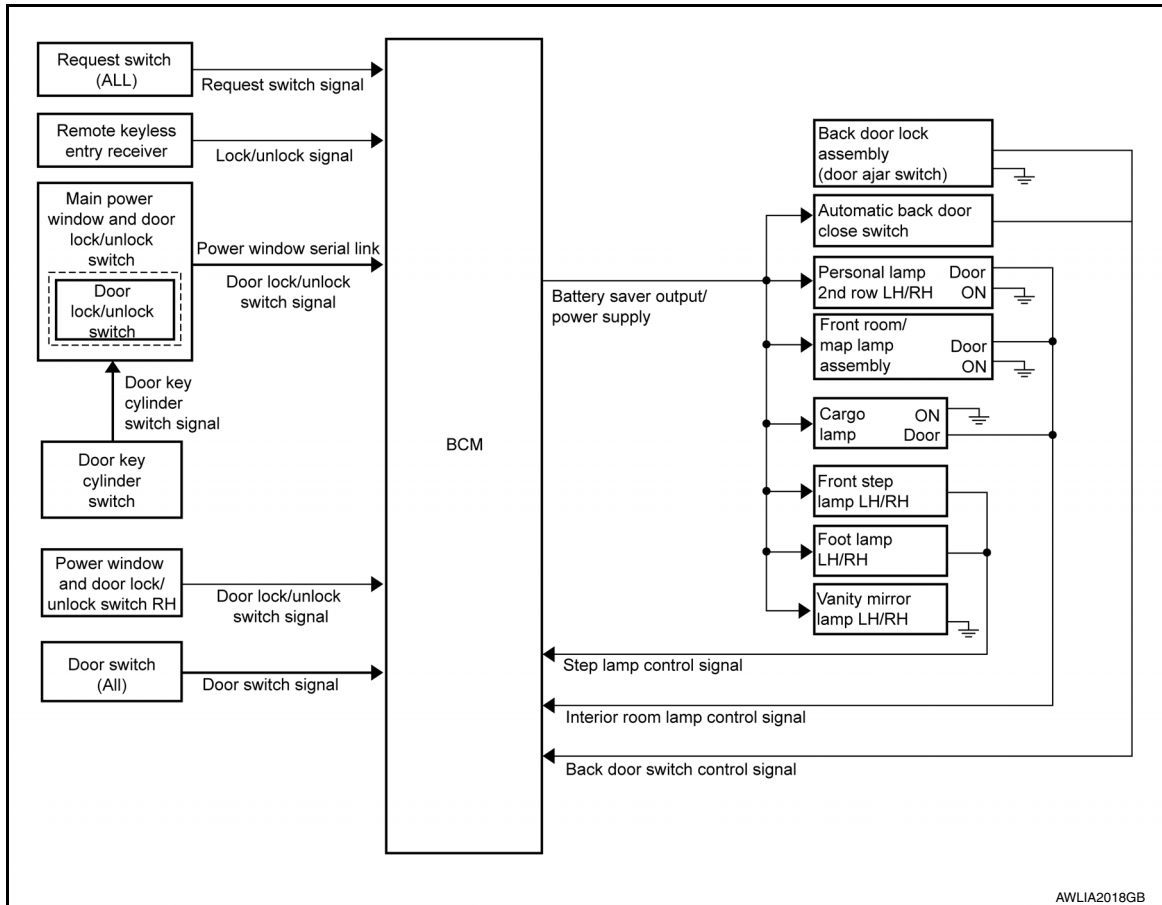 Request switch
(ALL)
Request switch signal
Remote keyless
entry receiver
Lock/unlock signal
Main power
window and door
lock/unlock
switch
Door
lock/unlock
switch
Power window serial link
Door lock/unlock
switch signal
Door key
cylinder
switch signal
Door key
cylinder
switch
Power window
and door lock/
unlock switch RH
Door lock/unlock
switch signal
Door switch
(All)
Door switch signal
BCM
Battery saver output/
power supply
Back door lock
assembly
(door ajar switch)
Automatic back door
close switch
Personal lamp Door
2nd row LH/RH ON
Front room/
map lamp Door
assembly ON
Cargo ON
lamp Door
Front step
lamp LH/RH
Foot lamp
LH/RH
Vanity mirror
lamp LH/RH
Step lamp control signal
Interior room lamp control signal
Back door switch control signal
AWLIA2018GB